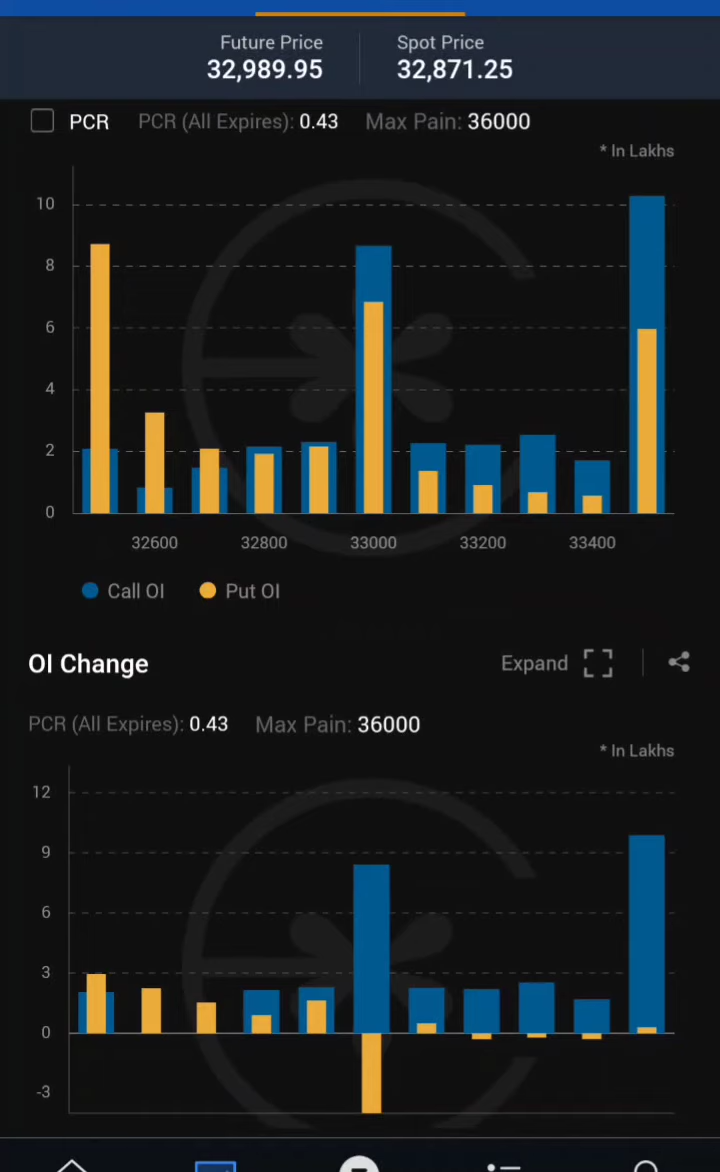 Future Price Spot Price
32,989.95 32,871.25
PCR PCR (All Expires): 0.43 Max Pain: 36000
* In Lakhs
10
8
6
4
2
0
32600 32800 33000 33200 33400
Call OI Put OI
OI Change Expand
PCR (All Expires): 0.43 Max Pain: 36000
* In Lakhs
12
9
6
3
0
-3